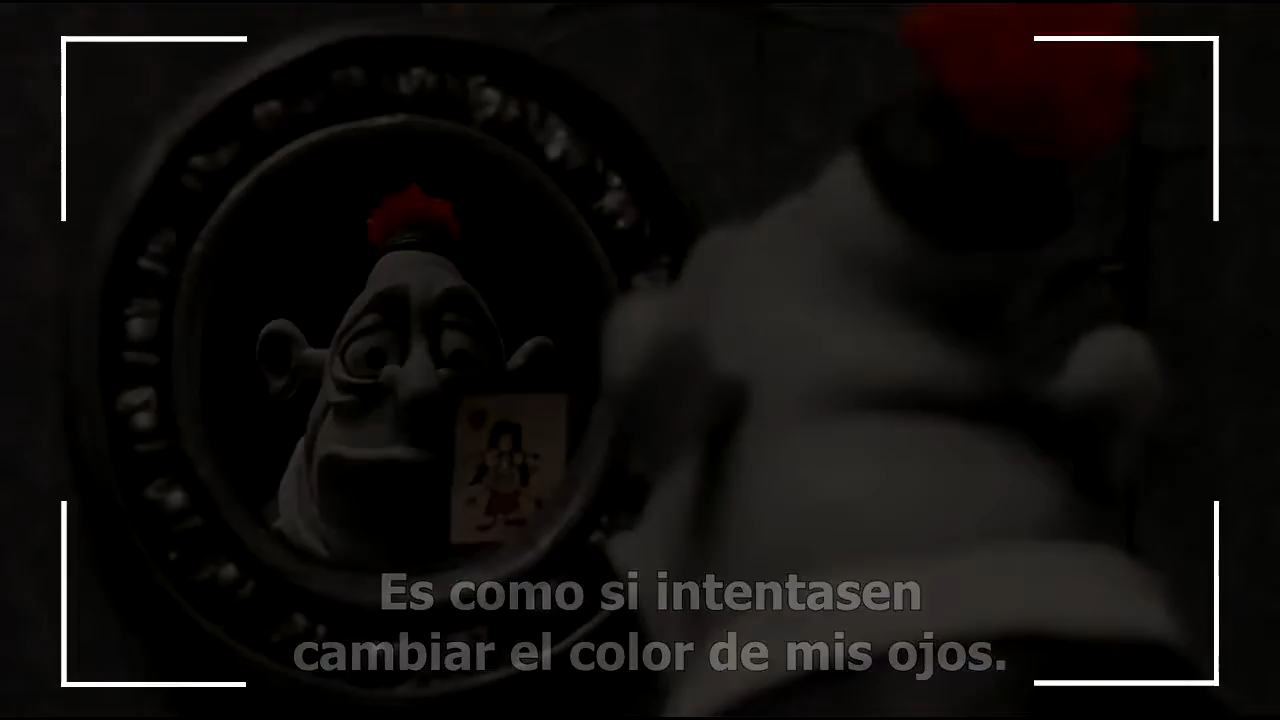 Es como si intentasen
cambiar el color de mis ojos.